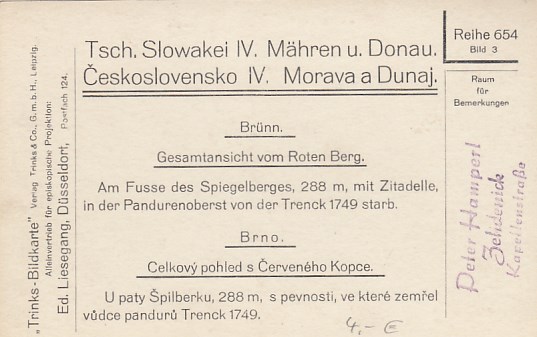 Tsch. Slowakei IV. Mähren u. Donau.
Československo IV. Morava a Dunaj.
Brünn.
Gesamtansicht vom Roten Berg.
Am Fusse des Spiegelberges, 288 m, mit Zitadelle,
in der Pandurenoberst von der Trenck 1749 starb.
Brno.
Celkový pohled s Červeného Kopce.
U paty Špilberku, 288 m, s pevnosti, ve které zemřel
vůdce pandurů Trenck 1749.
4.- €
Reihe 654
Bild 3
Raum
für
Bemerkungen
Peter Hamperl
Zehdenick
Kapellenstraße
„Trinks-Bildkarte" Verlag Trinks & Co., G.m.b.H., Leipzig.
Alleinvertrieb für episkopische Projektion:
Ed. Liesegang, Düsseldorf, Postfach 124.